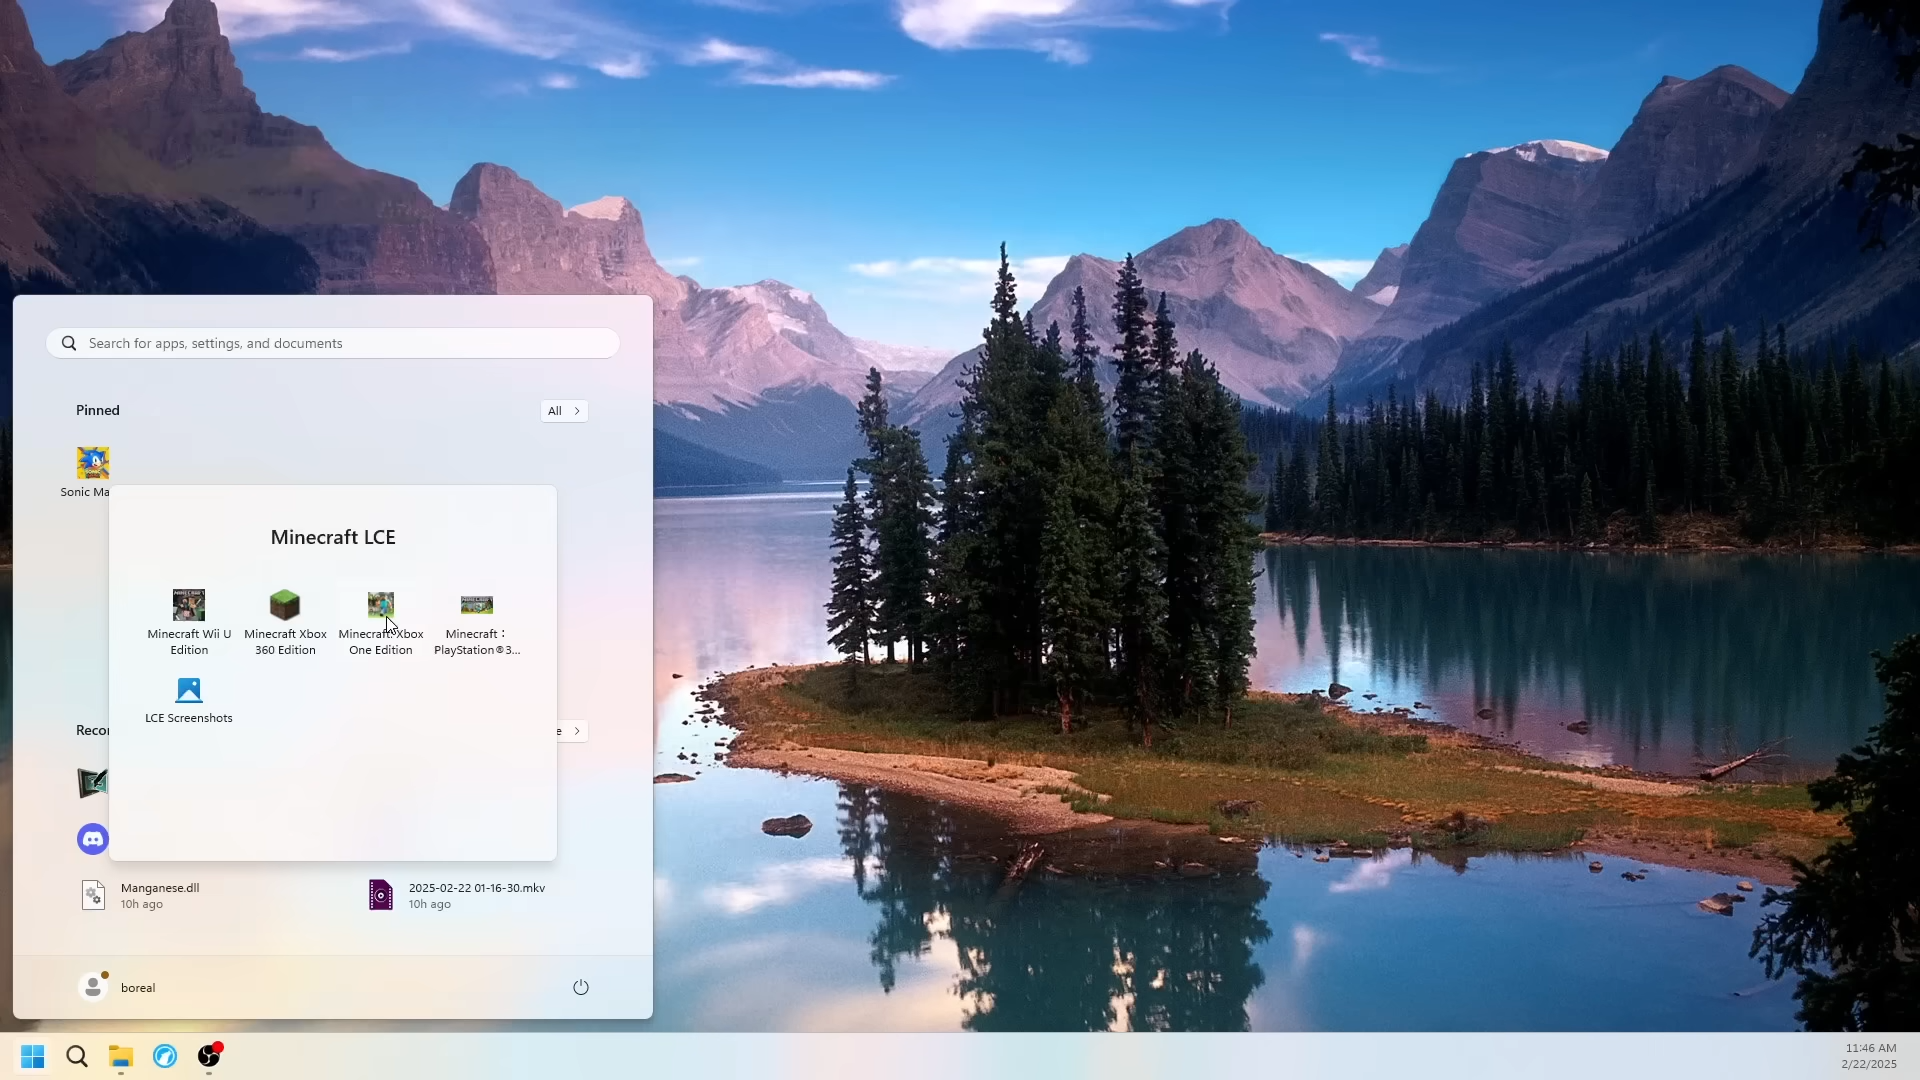 Search for apps, settings, and documents
Pinned
All
Sonic Ma
Minecraft LCE
Minecraft Wii U
Edition
Minecraft Xbox
360 Edition
Minecraft Xbox
One Edition
Minecraft：
PlayStation®3...
LCE Screenshots
Recor
e
Manganese.dll
10h ago
2025-02-22 01-16-30.mkv
10h ago
boreal
11:46 AM
2/22/2025